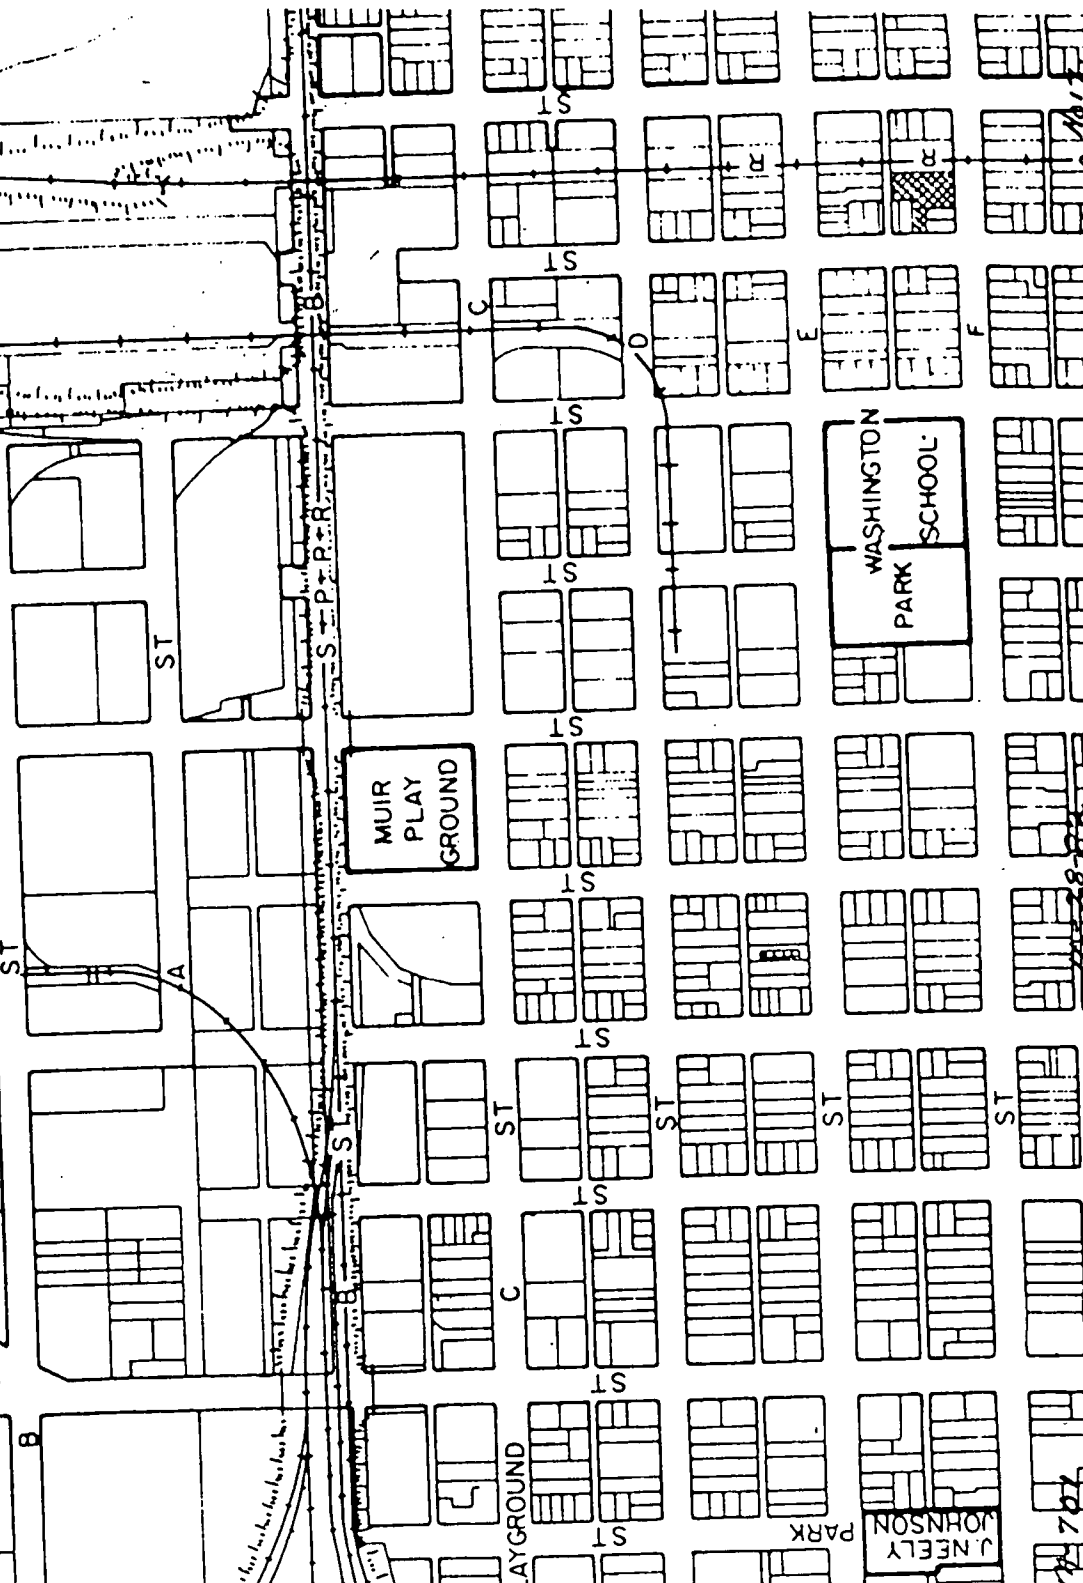 ST
ST
C
D
E
F
B
ST
ST
S-P-R-R
ST
WASHINGTON
SCHOOL
PARK
ST
MUIR
PLAY
GROUND
ST
ST
A
ST
ST
ST
ST
ST
ST
ST
B
C
ST
B
AYGROUND
ST
PARK
J. NEELY
JOHNSON